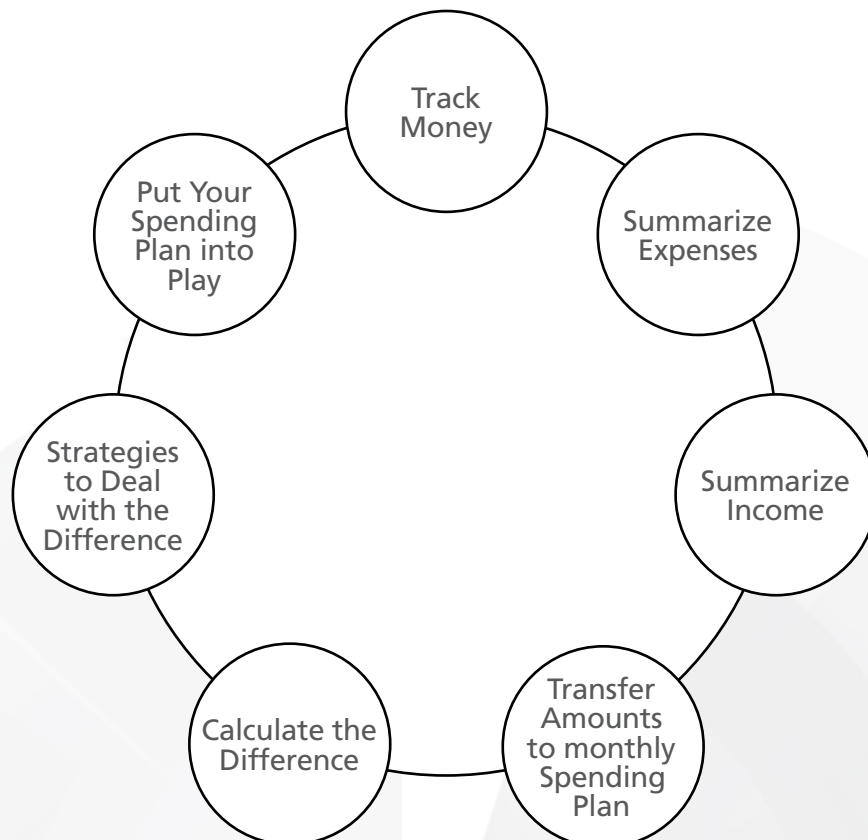 Track
Money
Summarize
Expenses
Summarize
Income
Transfer
Amounts
to monthly
Spending
Plan
Calculate the
Difference
Strategies
to Deal
with the
Difference
Put Your
Spending
Plan into
Play